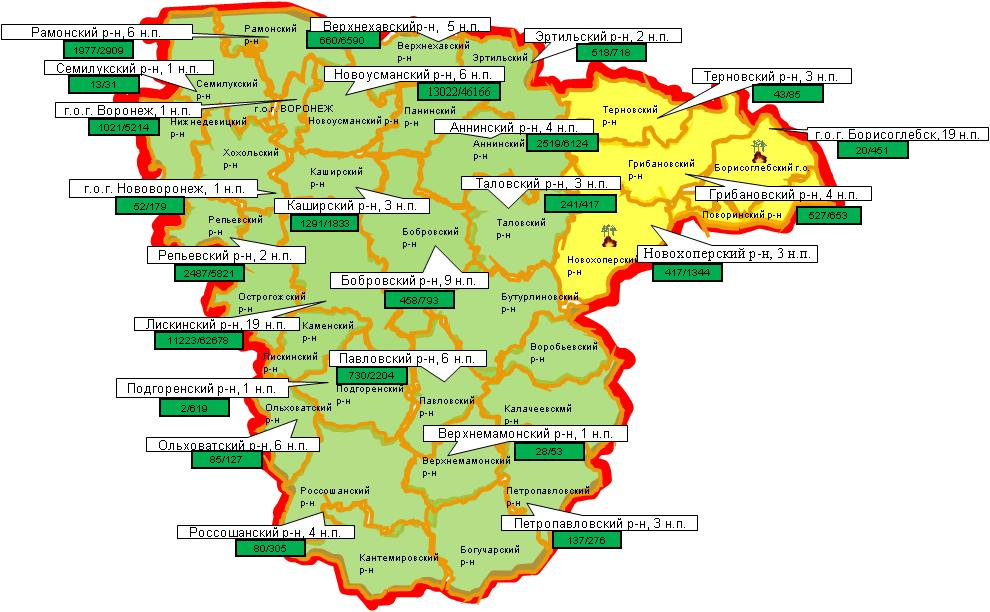 Рамонский р-н, 6 н.п.
1977/2909
Рамонский
р-н
Верхнехавскийр-н, 5 н.п.
660/6590
Верхнехавский
р-н
Эртильский р-н, 2 н.п.
518/718
Эртильский
Семилукский р-н, 1 н.п.
13/31
Семилукский
р-н
Новоусманский р-н, 6 н.п.
13022/46166
Терновский р-н, 3 н.п.
43/85
Терновский
р-н
г.о.г. Воронеж, 1 н.п.
1021/5214
г.о.г. ВОРОНЕЖ
Нижнедевицкий
р-н
Новоусманский р-н
Панинский
р-н
Аннинский р-н, 4 н.п.
2519/6124
Аннинский
р-н
г.о.г. Борисоглебск, 19 н.п.
20/451
Борисоглебский г.о.
Хохольский
р-н
Каширский
р-н
Грибановский
р-н
Грибановский р-н, 4 н.п.
527/653
Поворинский р-н
г.о.г. Нововоронеж, 1 н.п.
52/179
Каширский р-н, 3 н.п.
1291/1833
Таловский р-н, 3 н.п.
241/417
Таловский
р-н
Репьевский
р-н
Бобровский
р-н
Репьевский р-н, 2 н.п.
2487/5821
Новохоперский
р-н
Новохоперский р-н, 3 н.п.
417/1344
Бобровский р-н, 9 н.п.
458/793
Острогожский
р-н
Бутурлиновский
р-н
Лискинский р-н, 19 н.п.
11223/62678
Каменский
р-н
Лискинский
р-н
Воробьевский
р-н
Павловский р-н, 6 н.п.
730/2204
Подгоренский р-н, 1 н.п.
2/619
Подгоренский
р-н
Ольховатский
р-н
Павловский
р-н
Калачеевскмй
р-н
Ольховатский р-н, 6 н.п.
85/127
Верхнемамонский р-н, 1 н.п.
28/53
Верхнемамонский
р-н
Россошанский
р-н
Петропавловский
р-н
Россошанский р-н, 4 н.п.
80/305
Петропавловский р-н, 3 н.п.
137/276
Кантемировский
р-н
Богучарский
р-н